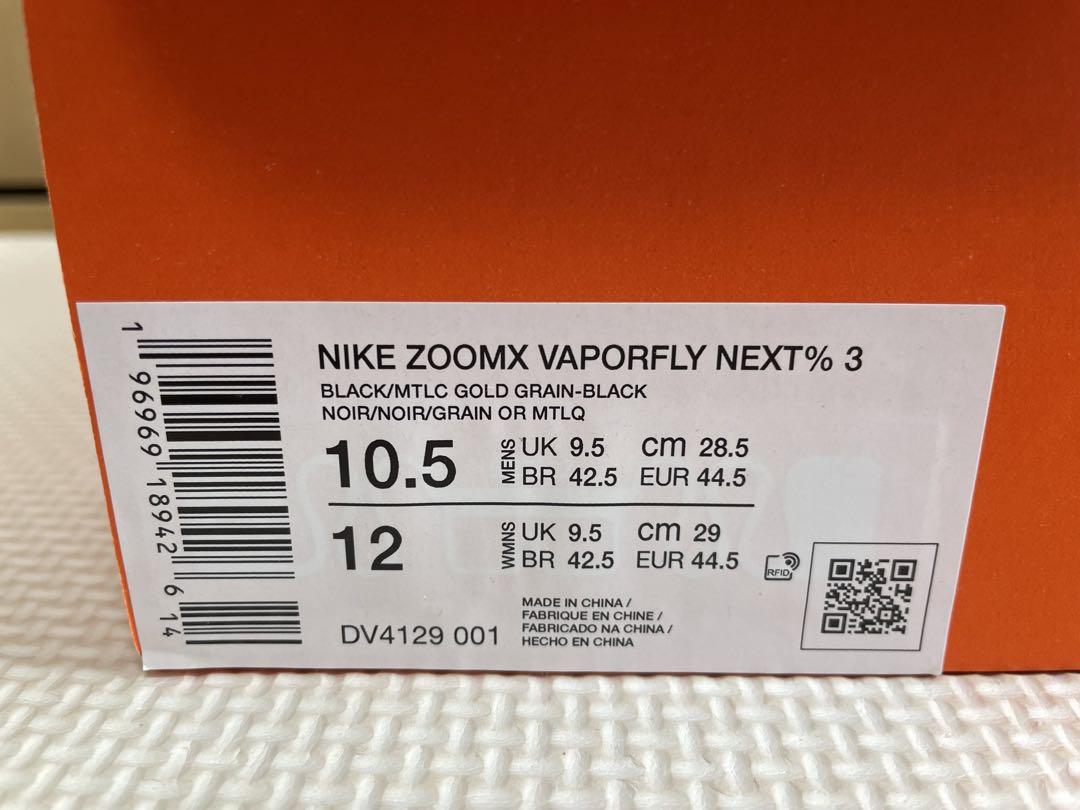 NIKE ZOOMX VAPORFLY NEXT% 3
BLACK/MTLC GOLD GRAIN-BLACK
NOIR/NOIR/GRAIN OR MTLQ
10.5 MENS UK 9.5 cm 28.5
BR 42.5 EUR 44.5
12 WMNS UK 9.5 cm 29
BR 42.5 EUR 44.5
RFID
DV4129 001
MADE IN CHINA /
FABRIQUE EN CHINE /
FABRICADO NA CHINA /
HECHO EN CHINA
1 96969 18942 6 14